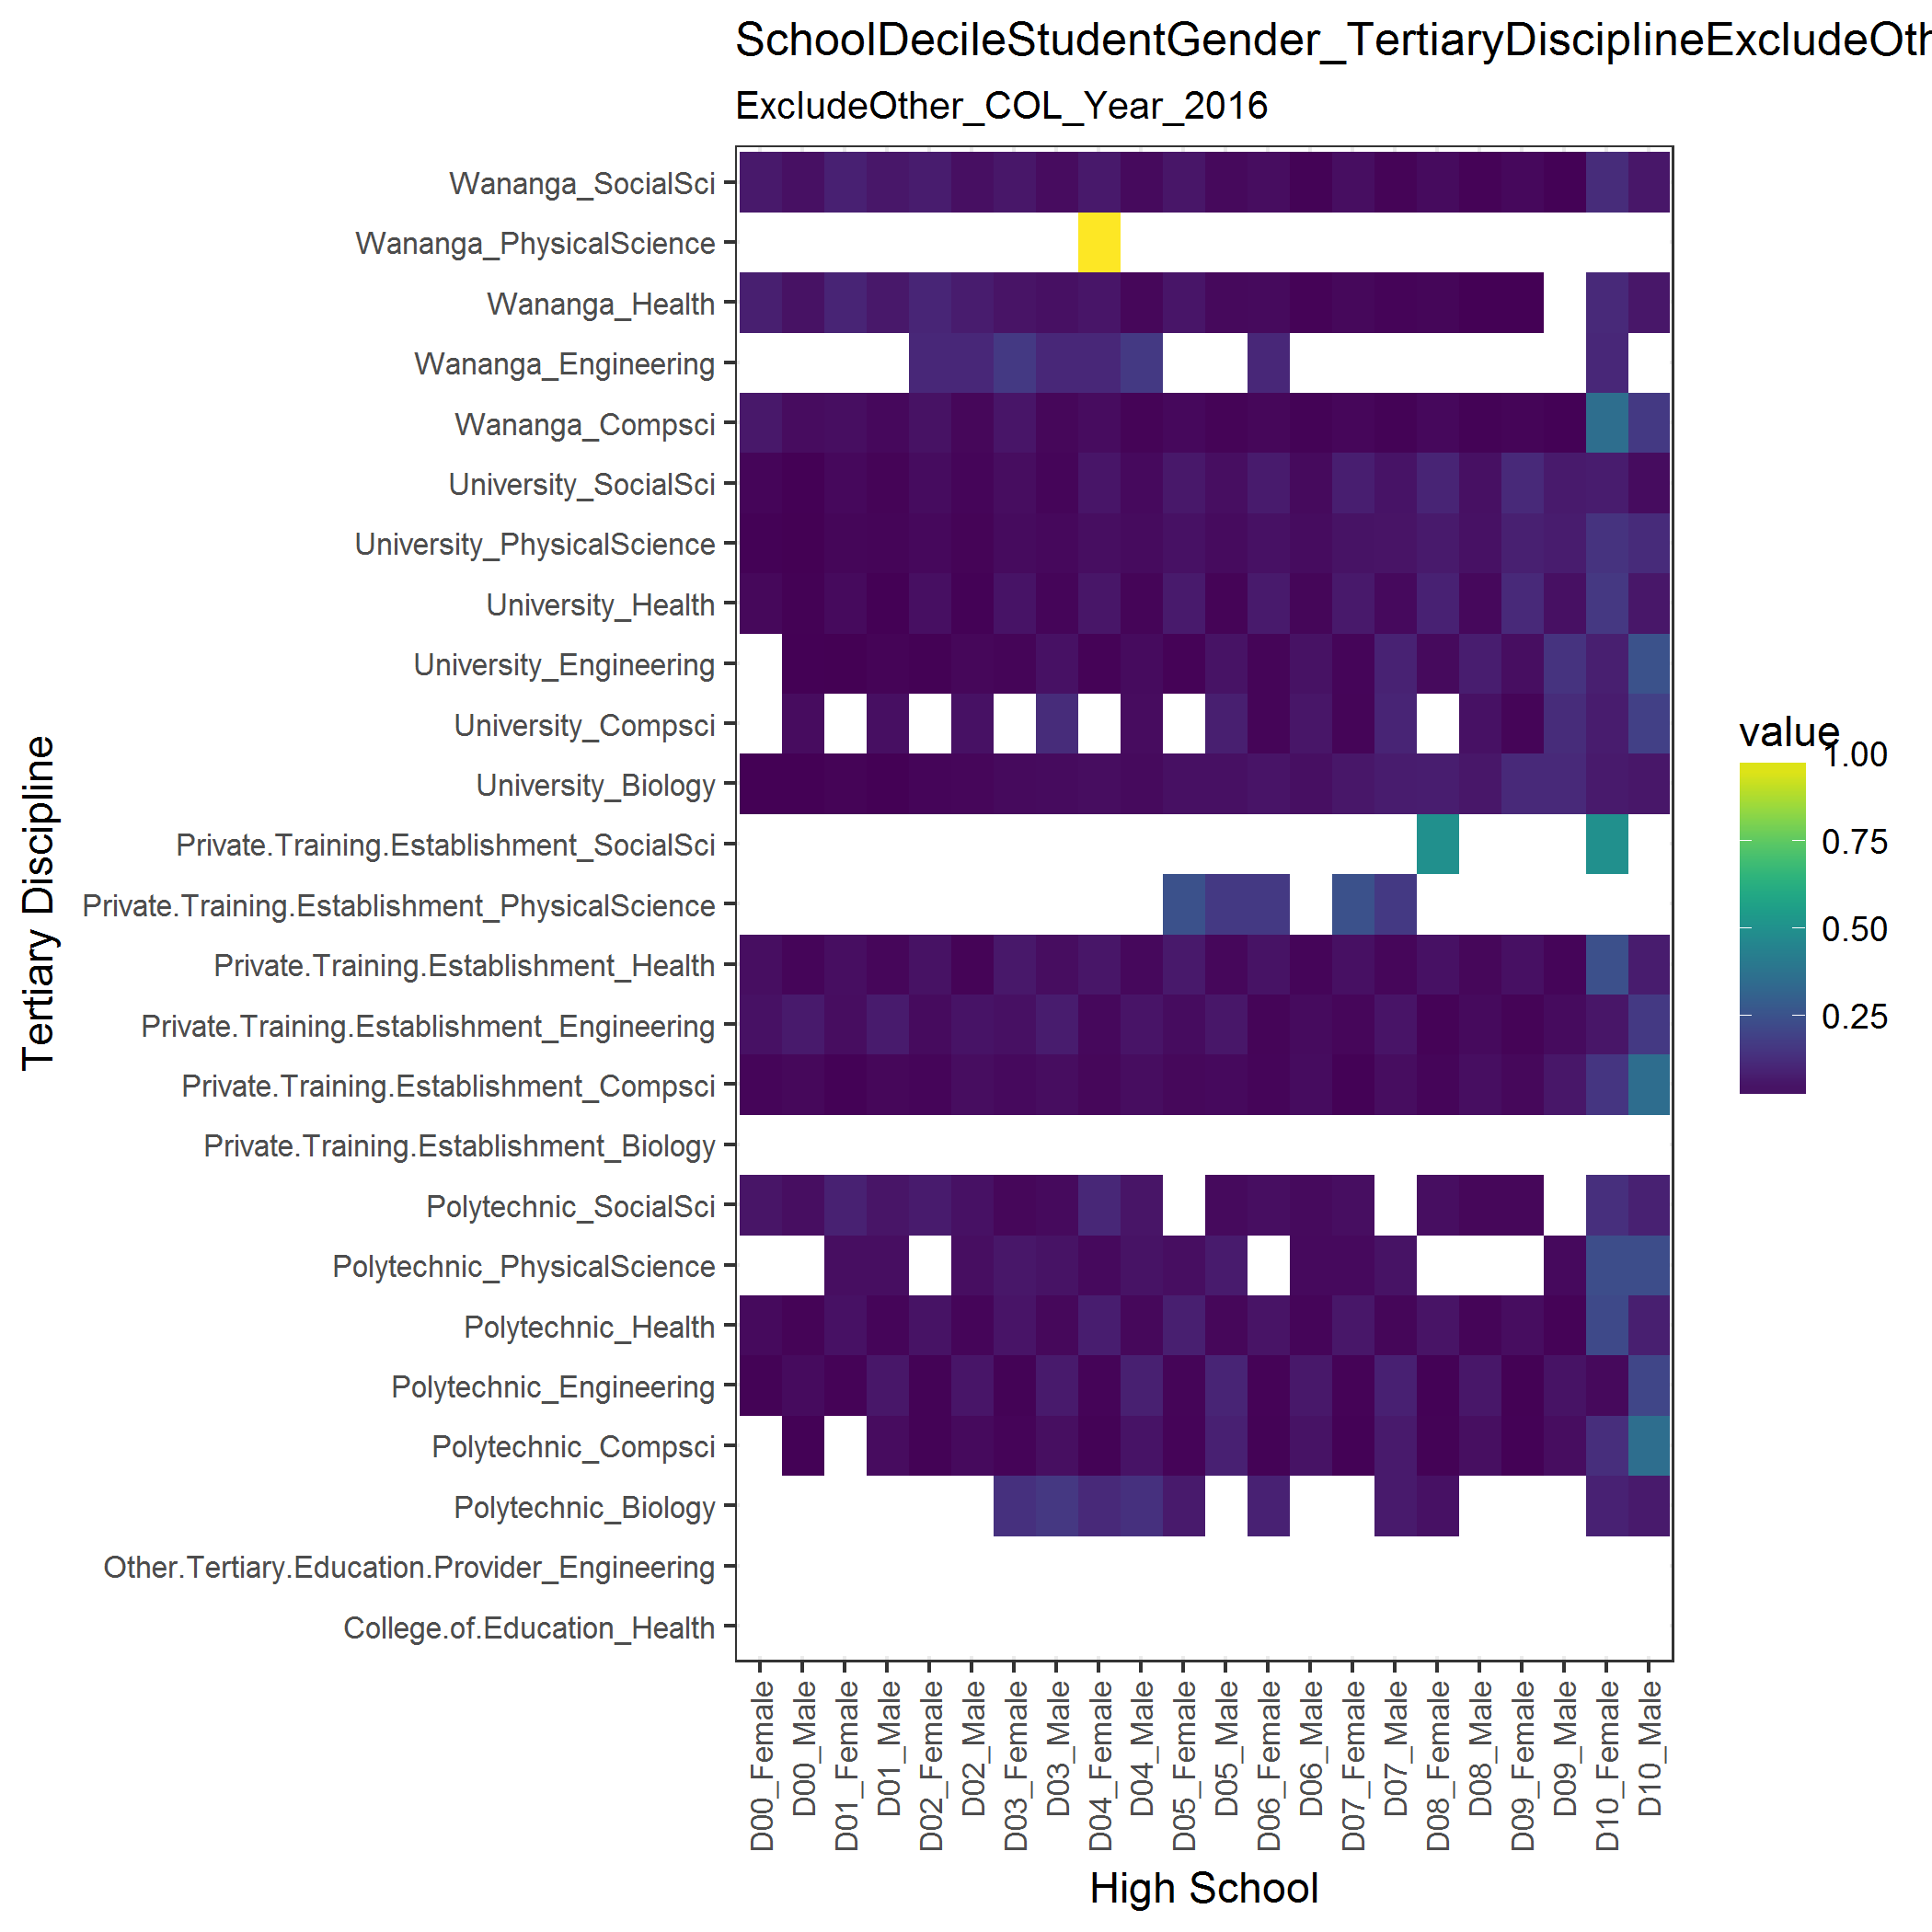 SchoolDecileStudentGender_TertiaryDisciplineExcludeOth
ExcludeOther_COL_Year_2016
Tertiary Discipline
Wananga_SocialSci
Wananga_PhysicalScience
Wananga_Health
Wananga_Engineering
Wananga_Compsci
University_SocialSci
University_PhysicalScience
University_Health
University_Engineering
University_Compsci
University_Biology
Private.Training.Establishment_SocialSci
Private.Training.Establishment_PhysicalScience
Private.Training.Establishment_Health
Private.Training.Establishment_Engineering
Private.Training.Establishment_Compsci
Private.Training.Establishment_Biology
Polytechnic_SocialSci
Polytechnic_PhysicalScience
Polytechnic_Health
Polytechnic_Engineering
Polytechnic_Compsci
Polytechnic_Biology
Other.Tertiary.Education.Provider_Engineering
College.of.Education_Health
D00_Female
D00_Male
D01_Female
D01_Male
D02_Female
D02_Male
D03_Female
D03_Male
D04_Female
D04_Male
D05_Female
D05_Male
D06_Female
D06_Male
D07_Female
D07_Male
D08_Female
D08_Male
D09_Female
D09_Male
D10_Female
D10_Male
High School
value
1.00
0.75
0.50
0.25